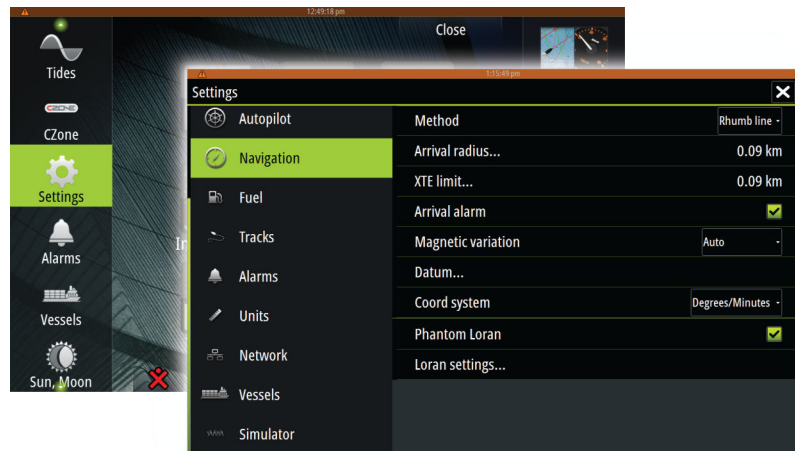 12:49:18 pm
Close
Tides
CZONE
CZone
Settings
Alarms
Vessels
Sun, Moon
1:15:49 pm
Settings
Autopilot
Navigation
Fuel
Tracks
Alarms
Units
Network
Vessels
Simulator
Method Rhumb line
Arrival radius... 0.09 km
XTE limit... 0.09 km
Arrival alarm
Magnetic variation Auto
Datum...
Coord system Degrees/Minutes
Phantom Loran
Loran settings...